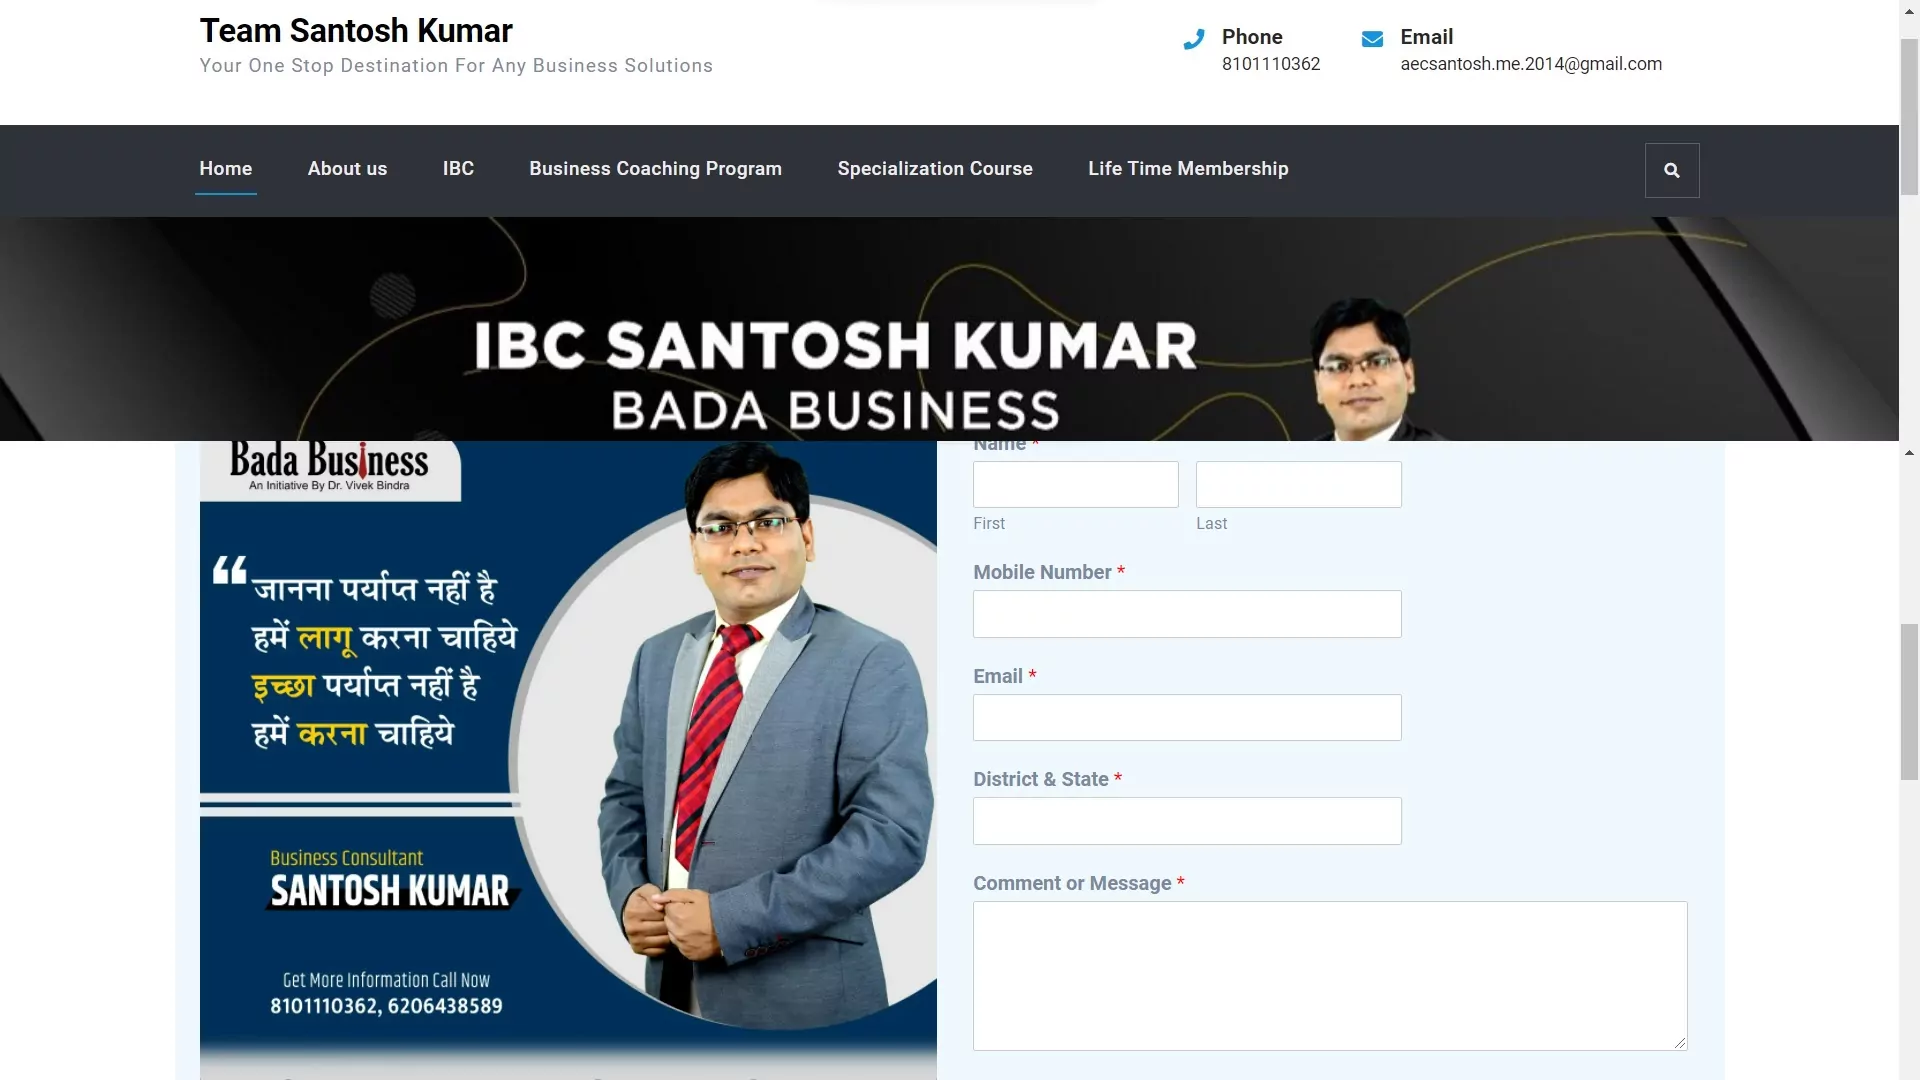 Team Santosh Kumar
Your One Stop Destination For Any Business Solutions
Phone
8101110362
Email
aecsantosh.me.2014@gmail.com
Home
About us
IBC
Business Coaching Program
Specialization Course
Life Time Membership
IBC SANTOSH KUMAR
BADA BUSINESS
Bada Business
An Initiative By Dr. Vivek Bindra
“ जानना पर्याप्त नहीं है
हमें लागू करना चाहिये
इच्छा पर्याप्त नहीं है
हमें करना चाहिये
Business Consultant
SANTOSH KUMAR
Get More Information Call Now
8101110362, 6206438589
Name *
First
Last
Mobile Number *
Email *
District & State *
Comment or Message *